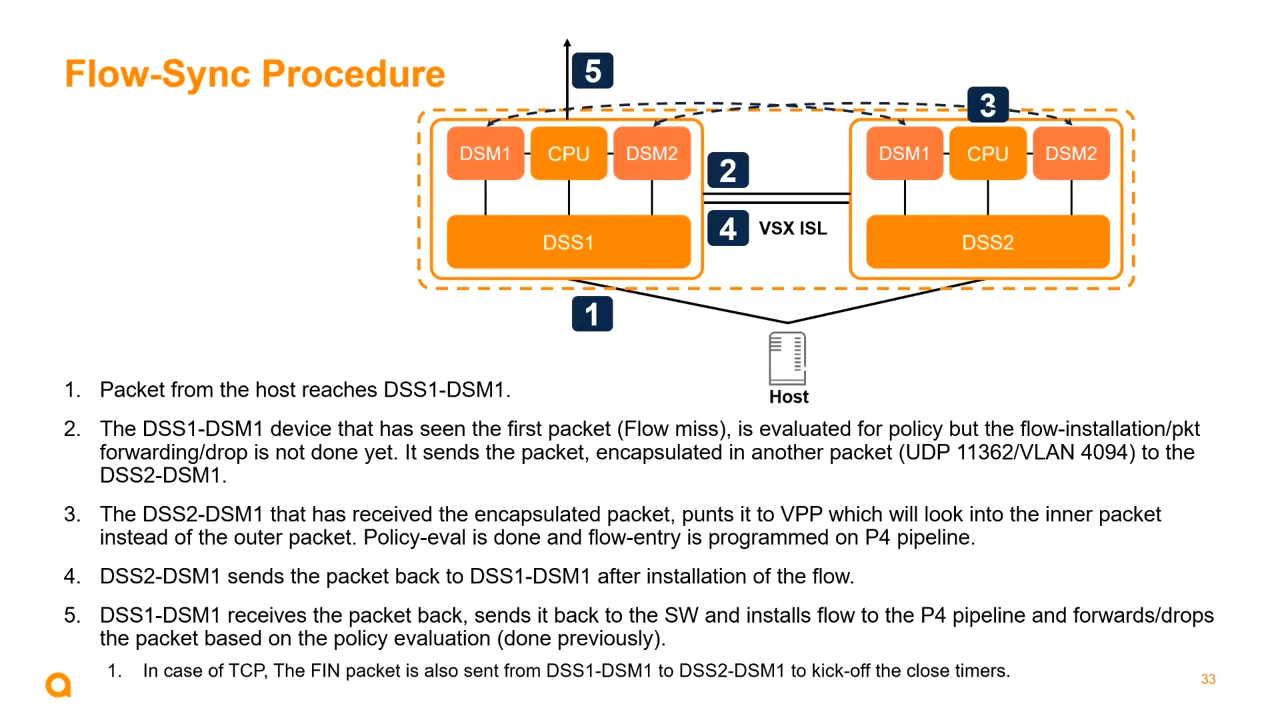 Flow-Sync Procedure
5
3
DSM1 CPU DSM2
DSM1 CPU DSM2
2
4
VSX ISL
DSS1
DSS2
1
Host
1. Packet from the host reaches DSS1-DSM1.
2. The DSS1-DSM1 device that has seen the first packet (Flow miss), is evaluated for policy but the flow-installation/pkt
forwarding/drop is not done yet. It sends the packet, encapsulated in another packet (UDP 11362/VLAN 4094) to the
DSS2-DSM1.
3. The DSS2-DSM1 that has received the encapsulated packet, punts it to VPP which will look into the inner packet
instead of the outer packet. Policy-eval is done and flow-entry is programmed on P4 pipeline.
4. DSS2-DSM1 sends the packet back to DSS1-DSM1 after installation of the flow.
5. DSS1-DSM1 receives the packet back, sends it back to the SW and installs flow to the P4 pipeline and forwards/drops
the packet based on the policy evaluation (done previously).
1. In case of TCP, The FIN packet is also sent from DSS1-DSM1 to DSS2-DSM1 to kick-off the close timers.
33